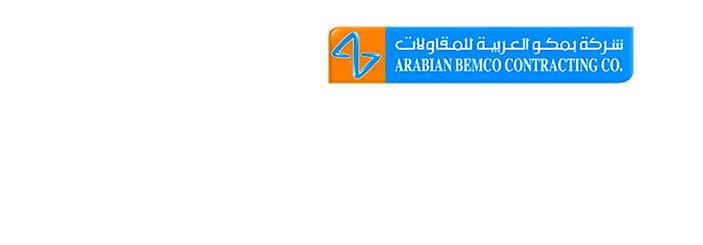 شركة بمكو العربية للمقاولات
ARABIAN BEMCO CONTRACTING CO.